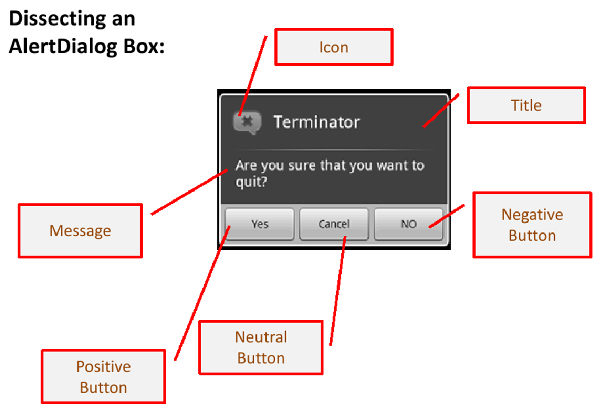 Dissecting an
AlertDialog Box:
Icon
Title
Terminator
Are you sure that you want to
quit?
Message
Yes
Cancel
NO
Negative
Button
Neutral
Button
Positive
Button